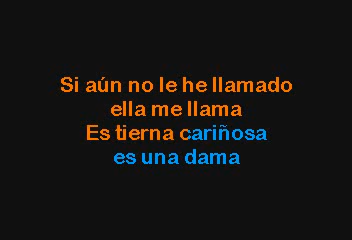 Si aún no le he llamado
ella me llama
Es tierna cariñosa
es una dama